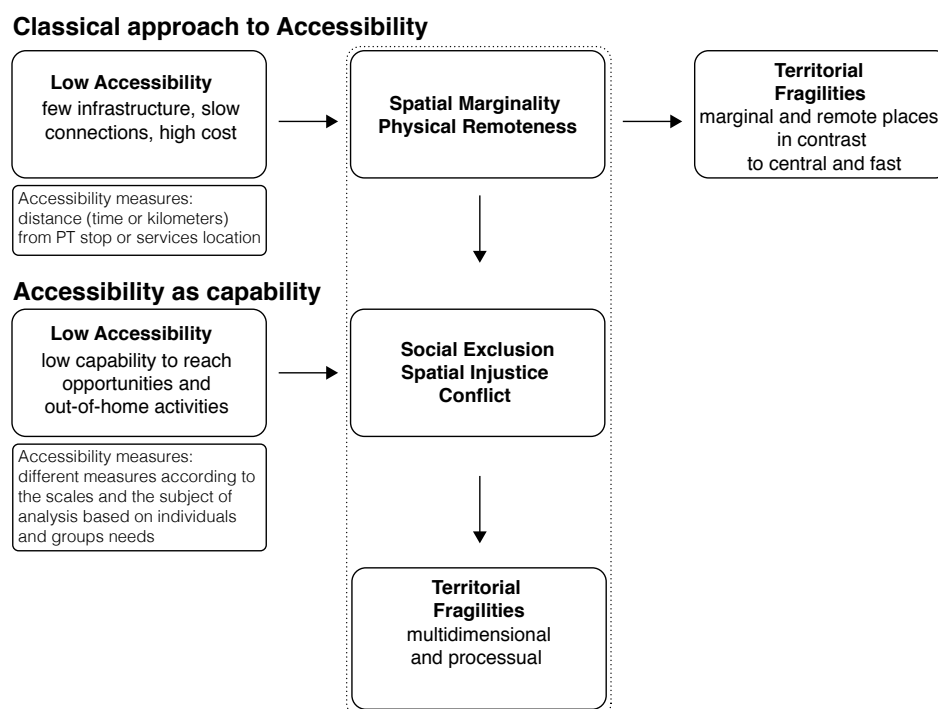 Classical approach to Accessibility
Low Accessibility
few infrastructure, slow
connections, high cost
Spatial Marginality
Physical Remoteness
Territorial
Fragilities
marginal and remote places
in contrast
to central and fast
Accessibility measures:
distance (time or kilometers)
from PT stop or services location
Accessibility as capability
Low Accessibility
low capability to reach
opportunities and
out-of-home activities
Social Exclusion
Spatial Injustice
Conflict
Accessibility measures:
different measures according to
the scales and the subject of
analysis based on individuals
and groups needs
Territorial
Fragilities
multidimensional
and processual